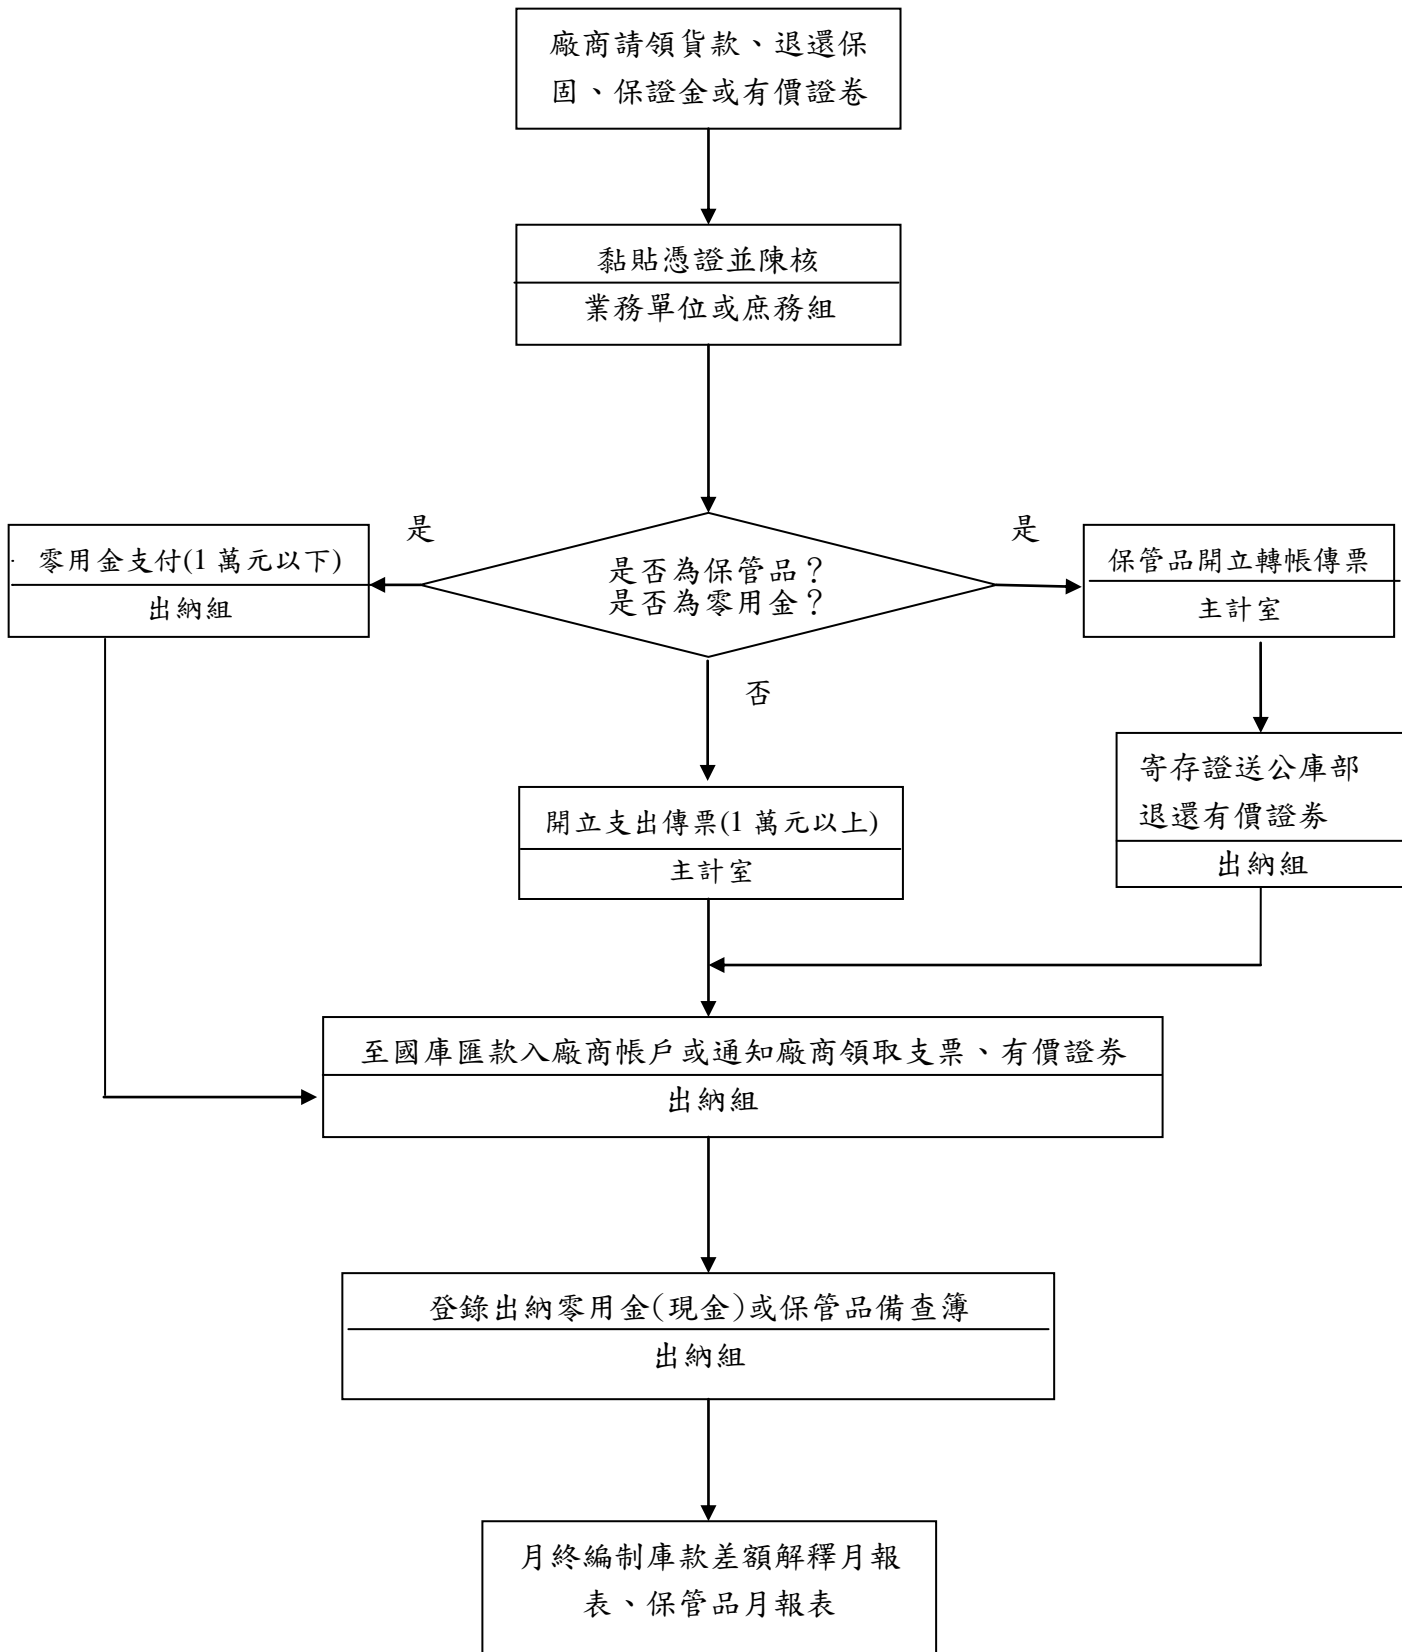 廠商請領貨款、退還保
固、保證金或有價證卷
黏貼憑證並陳核
業務單位或庶務組
是
是
零用金支付(1 萬元以下)
出納組
是否為保管品？
是否為零用金？
保管品開立轉帳傳票
主計室
否
寄存證送公庫部
退還有價證券
出納組
開立支出傳票(1 萬元以上)
主計室
至國庫匯款入廠商帳戶或通知廠商領取支票、有價證券
出納組
登錄出納零用金(現金)或保管品備查簿
出納組
月終編制庫款差額解釋月報
表、保管品月報表